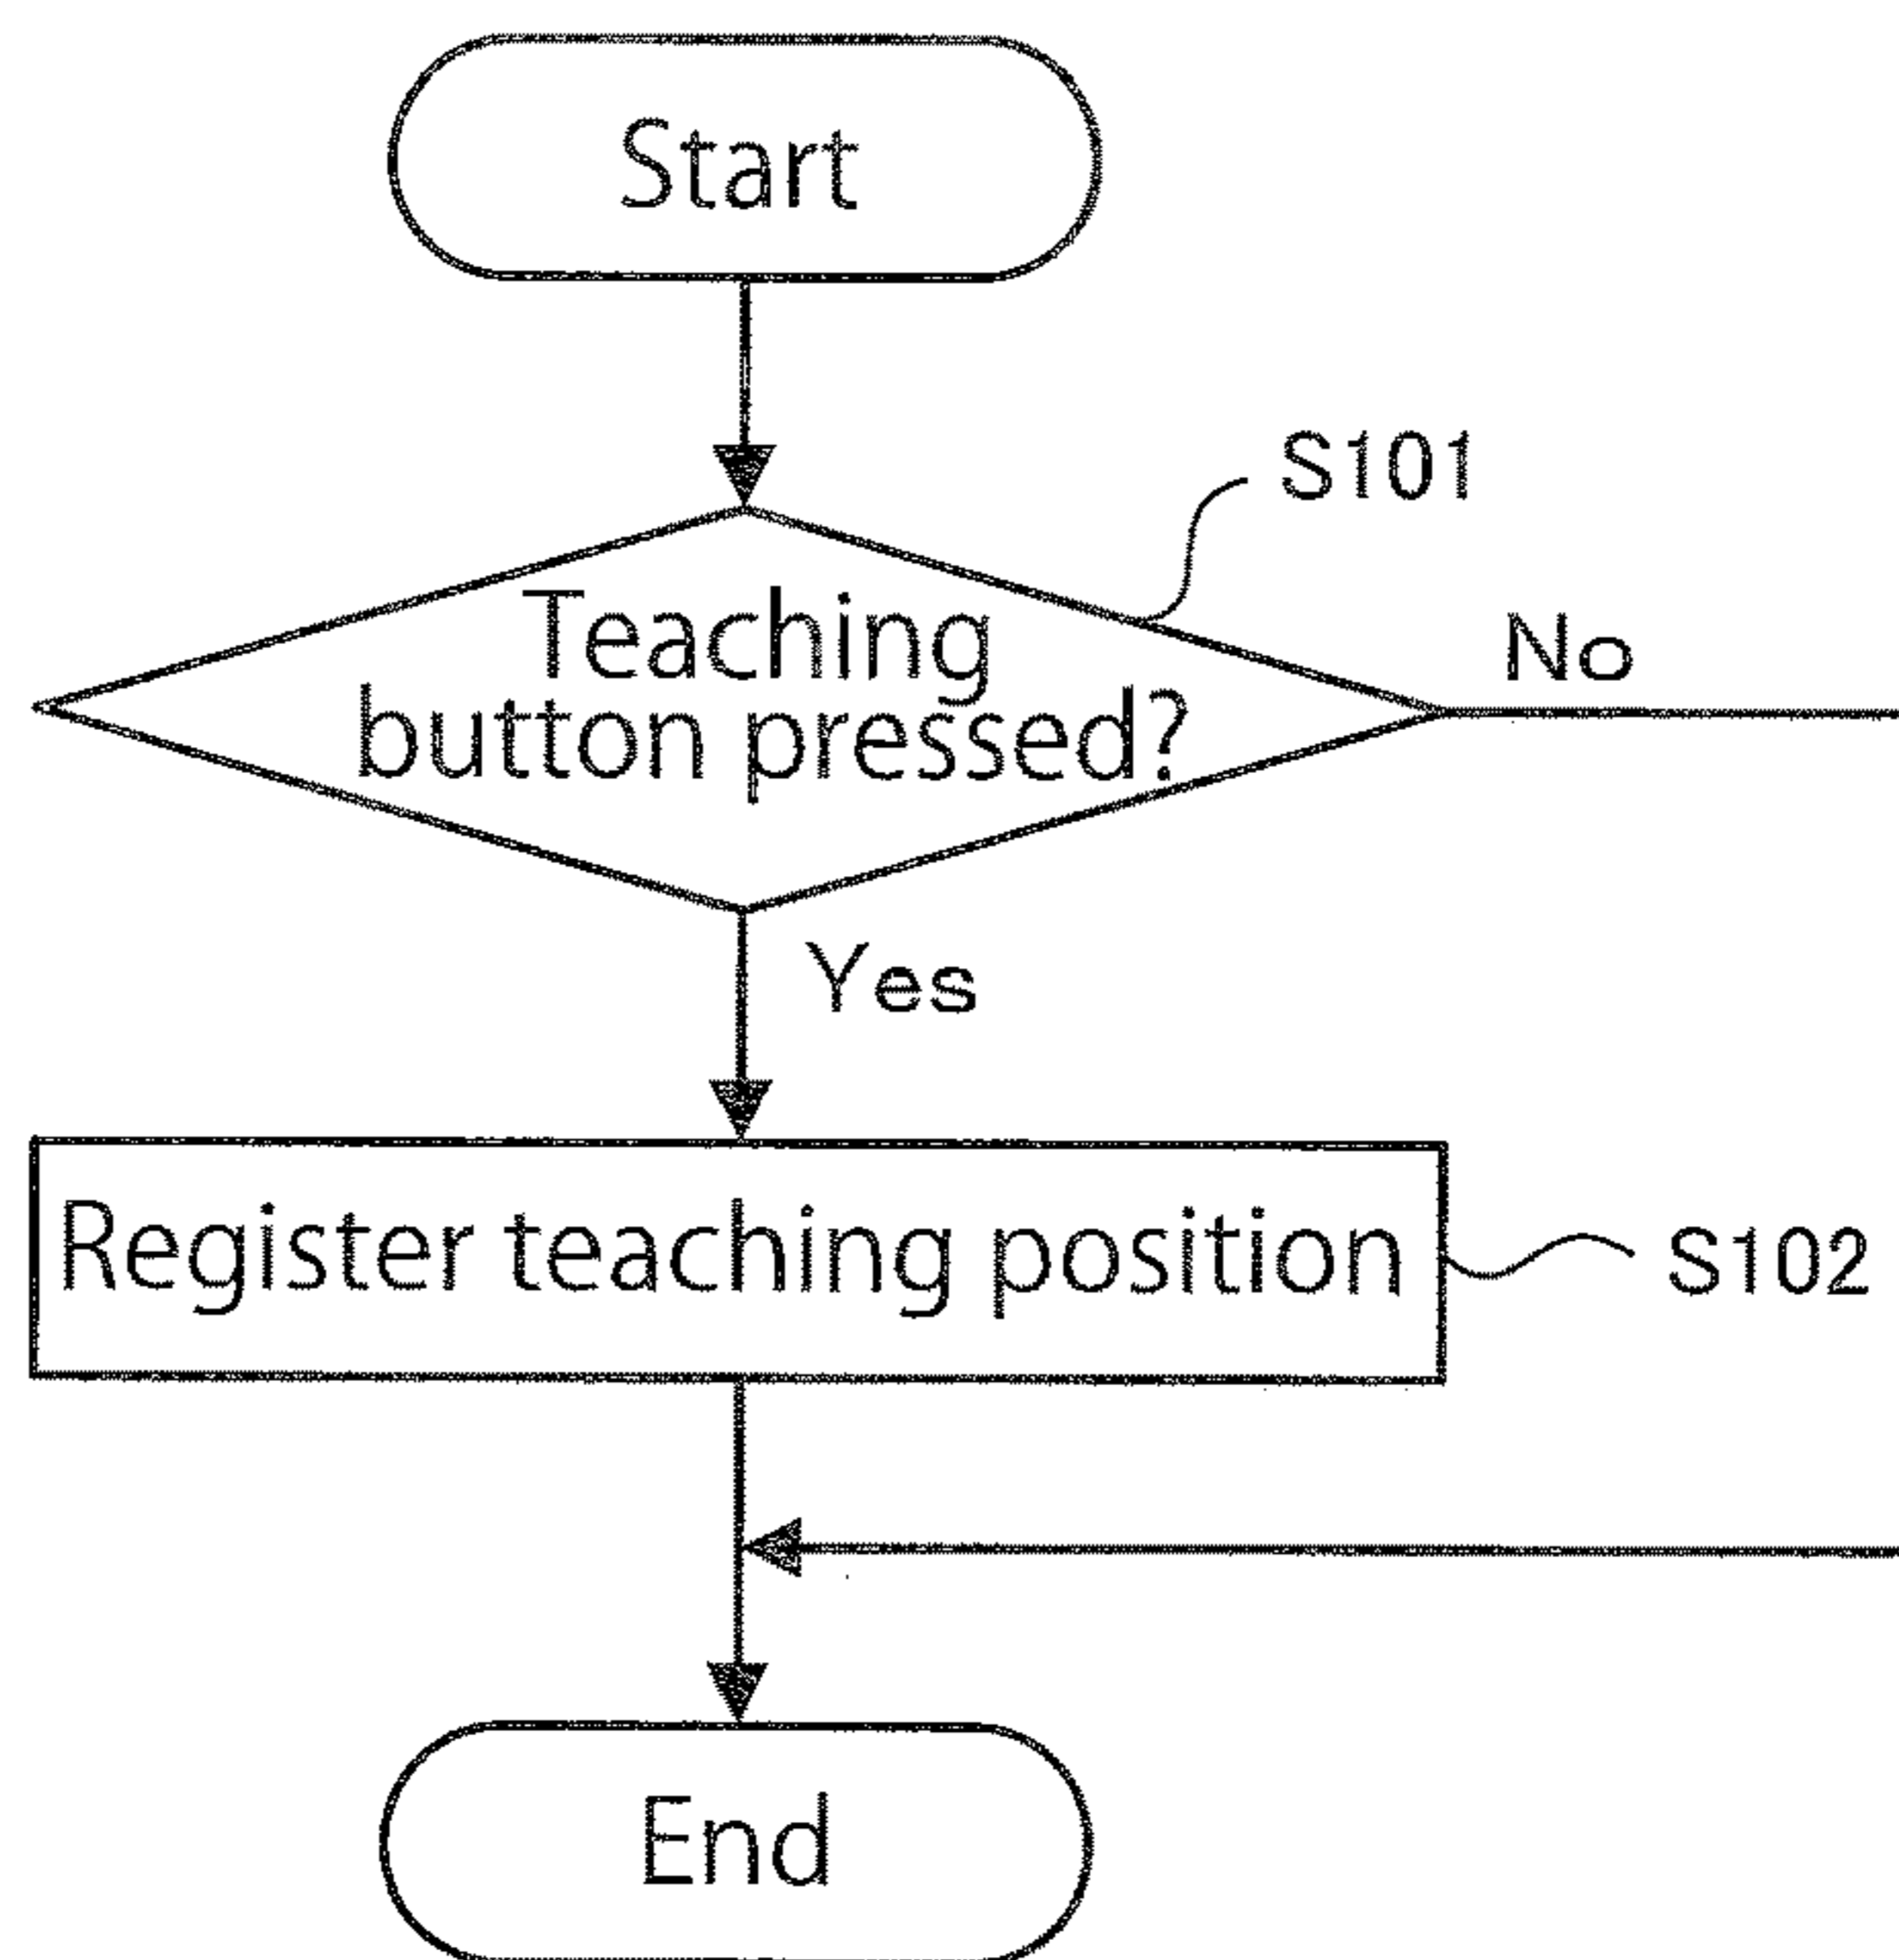 Start
S101
Teaching
button pressed?
No
Yes
Register teaching position
S102
End